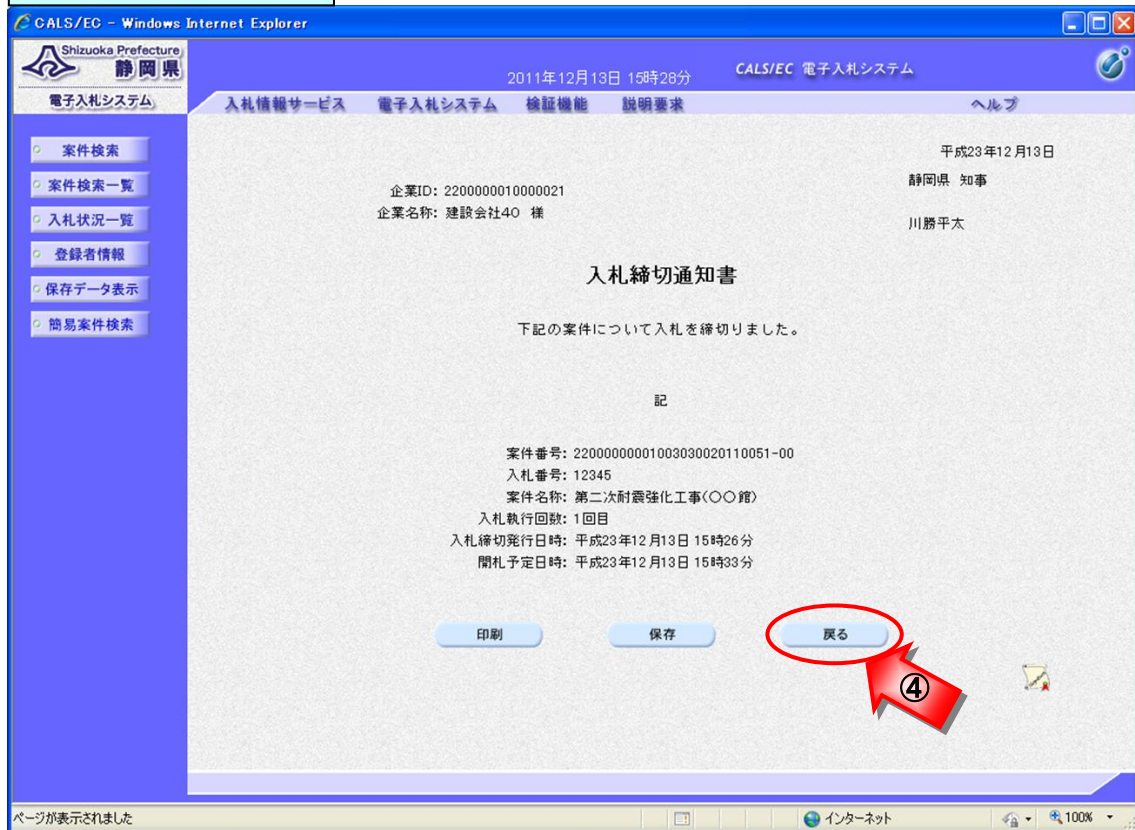 CALS/EC - Windows Internet Explorer
Shizuoka Prefecture
静岡県
電子入札システム
2011年12月13日 15時28分
CALS/EC 電子入札システム
入札情報サービス 電子入札システム 検証機能 説明要求 ヘルプ
案件検索
案件検索一覧
入札状況一覧
登録者情報
保存データ表示
簡易案件検索
平成23年12月13日
企業ID: 2200000010000021
企業名称: 建設会社40 様
静岡県 知事
川勝平太
入札締切通知書
下記の案件について入札を締切りました。
記
案件番号: 2200000000100303002011​0051-00
入札番号: 12345
案件名称: 第二次耐震強化工事(○○館)
入札執行回数: 1回目
入札締切発行日時: 平成23年12月13日 15時26分
開札予定日時: 平成23年12月13日 15時33分
印刷 保存 戻る
④
ページが表示されました インターネット 100%